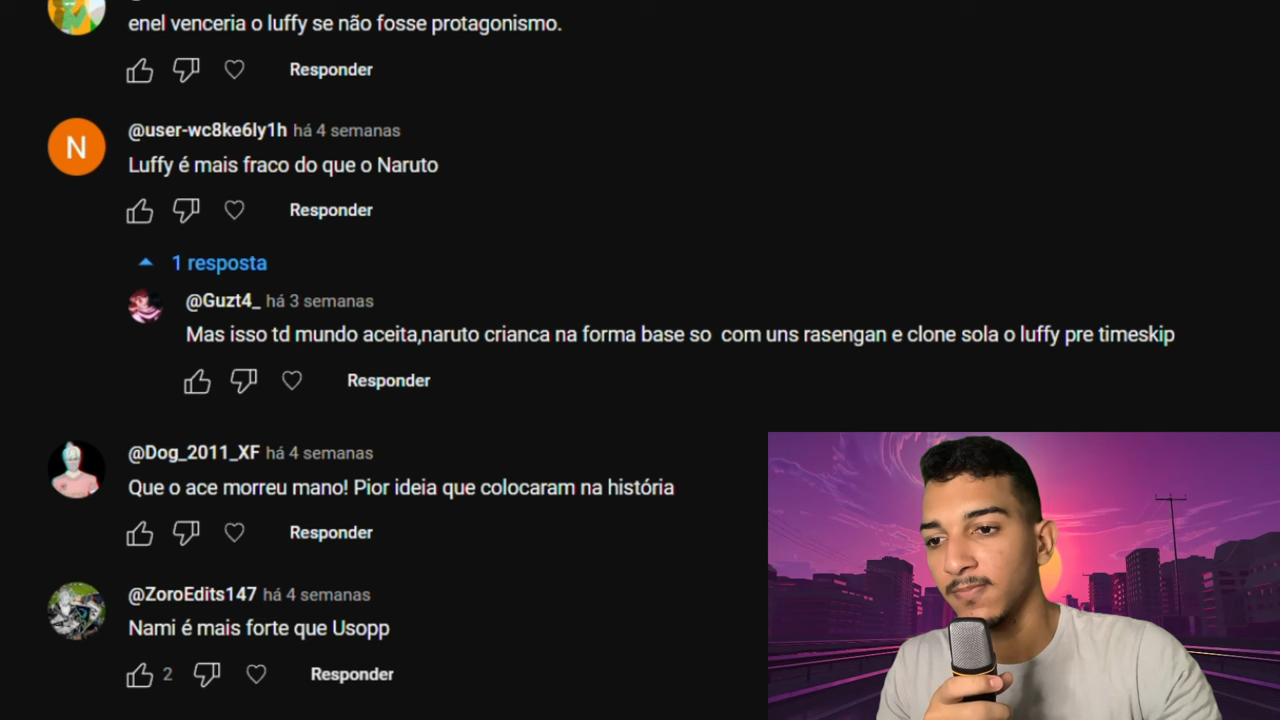 enel venceria o luffy se não fosse protagonismo.
Responder
N
@user-wc8ke6ly1h há 4 semanas
Luffy é mais fraco do que o Naruto
Responder
1 resposta
@Guzt4_ há 3 semanas
Mas isso td mundo aceita,naruto crianca na forma base so com uns rasengan e clone sola o luffy pre timeskip
Responder
@Dog_2011_XF há 4 semanas
Que o ace morreu mano! Pior ideia que colocaram na história
Responder
@ZoroEdits147 há 4 semanas
Nami é mais forte que Usopp
2 Responder